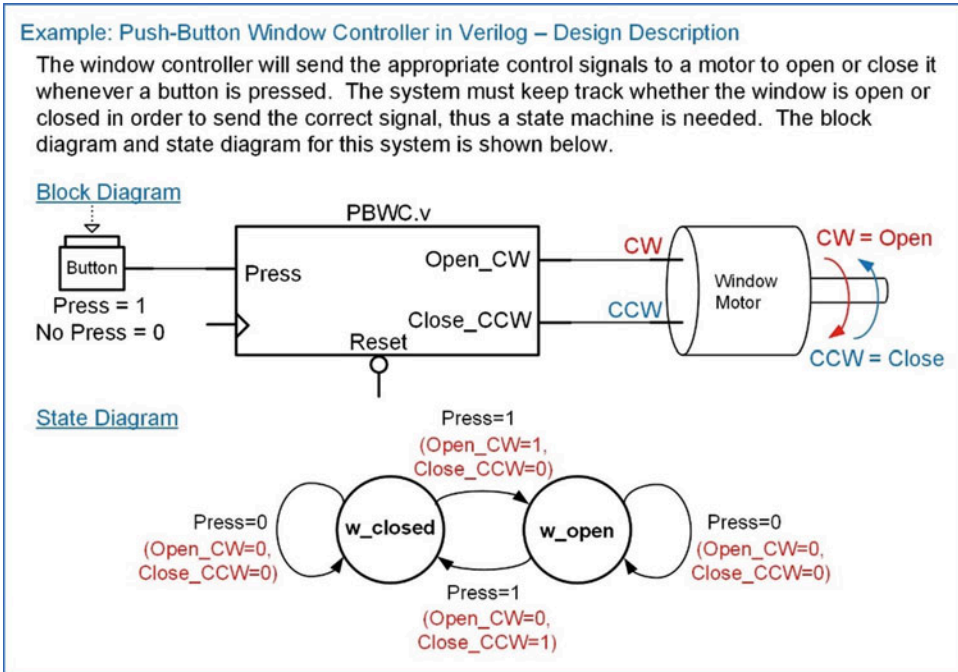 Example: Push-Button Window Controller in Verilog – Design Description
The window controller will send the appropriate control signals to a motor to open or close it
whenever a button is pressed. The system must keep track whether the window is open or
closed in order to send the correct signal, thus a state machine is needed. The block
diagram and state diagram for this system is shown below.
Block Diagram
PBWC.v
Button
Press = 1
No Press = 0
Press
Open_CW
Close_CCW
Reset
CW
CCW
Window
Motor
CW = Open
CCW = Close
State Diagram
Press=1
(Open_CW=1,
Close_CCW=0)
Press=0
(Open_CW=0,
Close_CCW=0)
w_closed
w_open
Press=0
(Open_CW=0,
Close_CCW=0)
Press=1
(Open_CW=0,
Close_CCW=1)